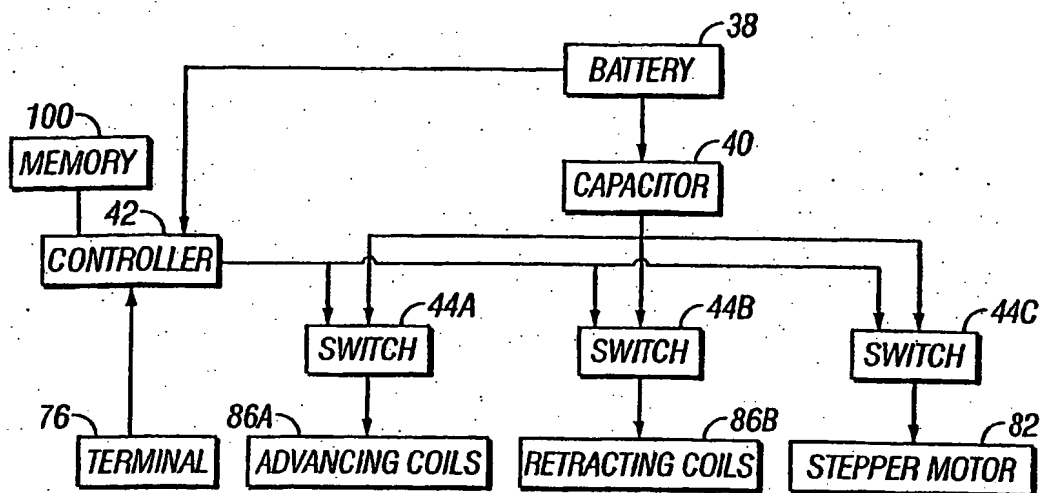 38
BATTERY
100
MEMORY
40
CAPACITOR
42
CONTROLLER
44A
SWITCH
44B
SWITCH
44C
SWITCH
76
TERMINAL
86A
ADVANCING COILS
86B
RETRACTING COILS
82
STEPPER MOTOR